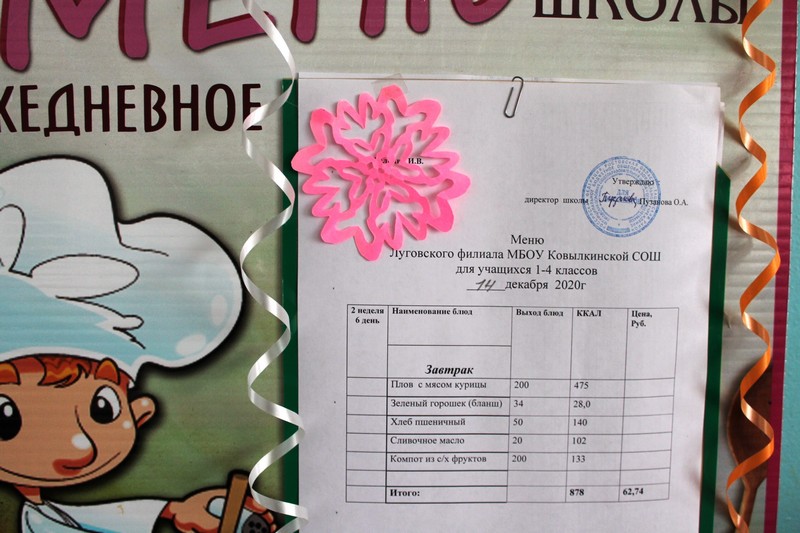 МЕНЮ
ШКОЛЫ
ЖЕДНЕВНОЕ
И.В.
Утверждаю
директор школы Пузанова О.А.
Меню
Луговского филиала МБОУ Ковылкинской СОШ
для учащихся 1-4 классов
14 декабря 2020г
2 неделя 6 день Наименование блюд Выход блюд ККАЛ Цена, Руб.
Завтрак
Плов с мясом курицы 200 475
Зеленый горошек (бланш) 34 28,0
Хлеб пшеничный 50 140
Сливочное масло 20 102
Компот из с/х фруктов 200 133
Итого: 878 62,74